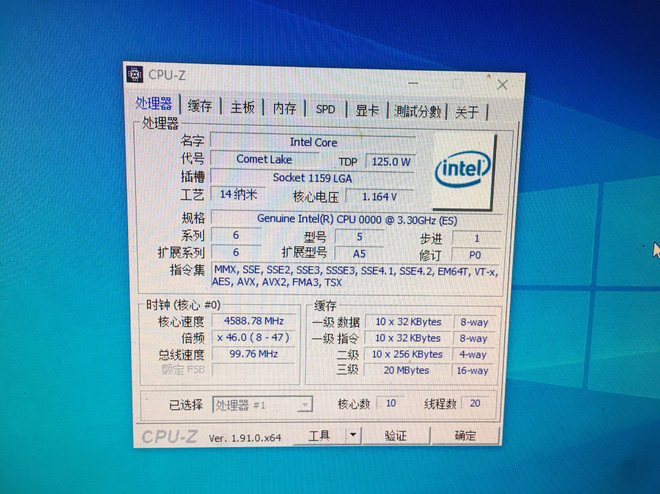 CPU-Z
处理器 缓存 主板 内存 SPD 显卡 測試分數 关于
处理器
名字 Intel Core
代号 Comet Lake TDP 125.0 W
插槽 Socket 1159 LGA
工艺 14 纳米 核心电压 1.164 V
intel
规格 Genuine Intel(R) CPU 0000 @ 3.30GHz (ES)
系列 6 型号 5 步进 1
扩展系列 6 扩展型号 A5 修订 P0
指令集 MMX, SSE, SSE2, SSE3, SSSE3, SSE4.1, SSE4.2, EM64T, VT-x,
AES, AVX, AVX2, FMA3, TSX
时钟 (核心 #0)
核心速度 4588.78 MHz
倍频 x 46.0 ( 8 - 47 )
总线速度 99.76 MHz
额定 FSB
缓存
一级 数据 10 x 32 KBytes 8-way
一级 指令 10 x 32 KBytes 8-way
二级 10 x 256 KBytes 4-way
三级 20 MBytes 16-way
已选择 处理器 #1 核心数 10 线程数 20
CPU-Z Ver. 1.91.0.x64 工具 验证 确定